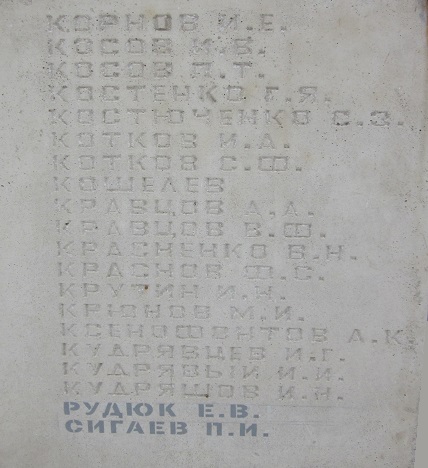 КОРНОВ И.Е.
КОСОВ И.Б.
КОСОВ П.Т.
КОСТЕНКО Г.Я.
КОСТЮЧЕНКО С.З.
КОТКОВ И.А.
КОТКОВ С.Ф.
КОШЕЛЕВ
КРАВЦОВ А.А.
КРАВЦОВ В.Ф.
КРАСНЕНКО В.Н.
КРАСНОВ Ф.С.
КРУТИН И.Н.
КРЮНОВ М.И.
КСЕНОФОНТОВ А.К.
КУДРЯВЦЕВ И.Г.
КУДРЯВЫЙ И.И.
КУДРЯШОВ И.Н.
РУДЮК Е.В.
СИГАЕВ П.И.